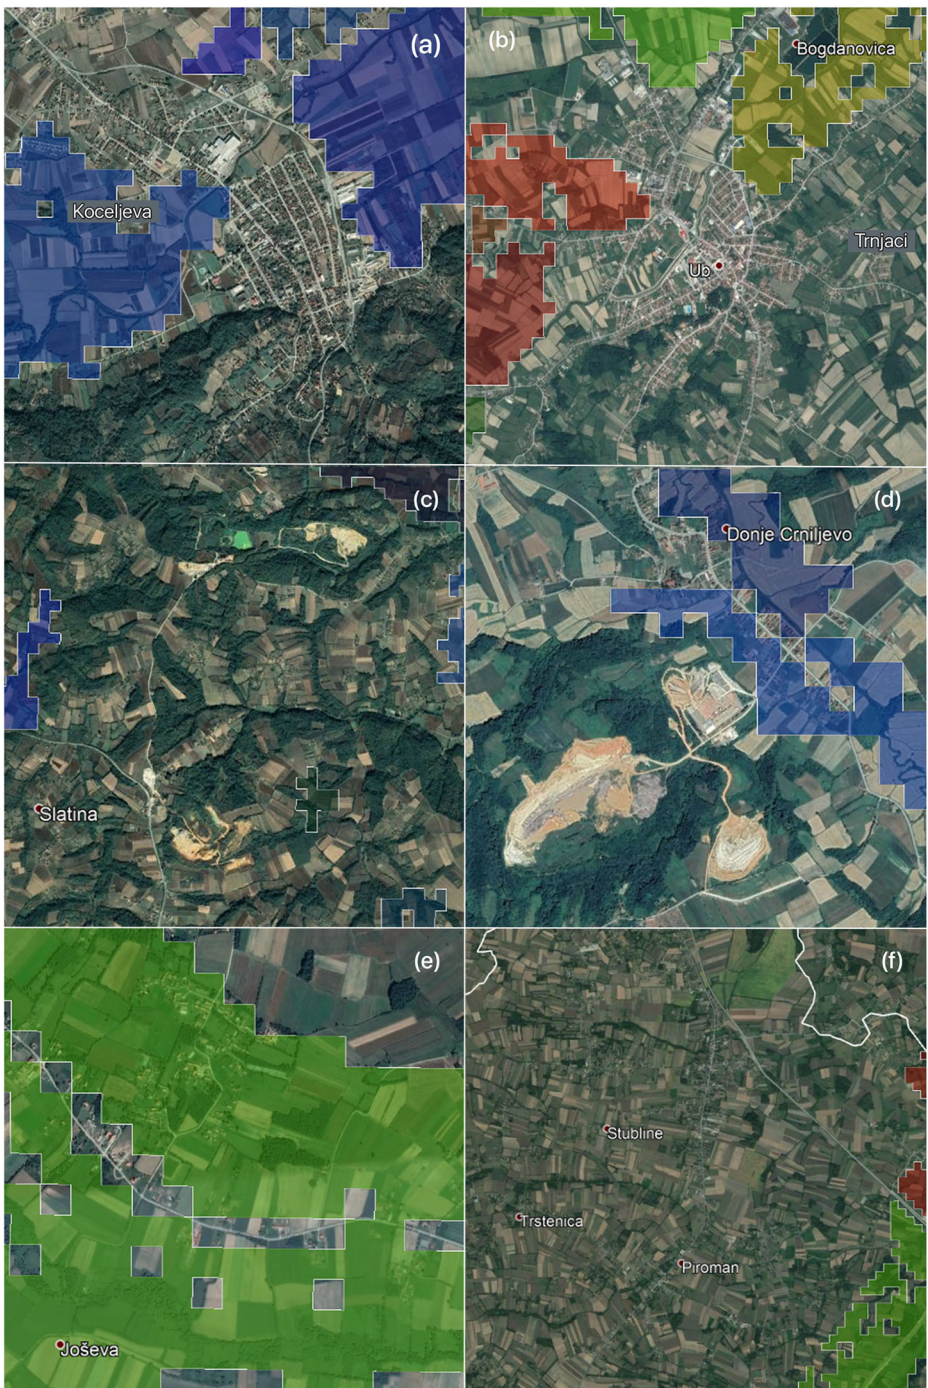 (a)
Koceljeva
(b)
Bogdanovica
Trnjaci
Ub
(c)
Slatina
(d)
Donje Crniljevo
(e)
Joševa
(f)
Stubline
Trstenica
Piroman